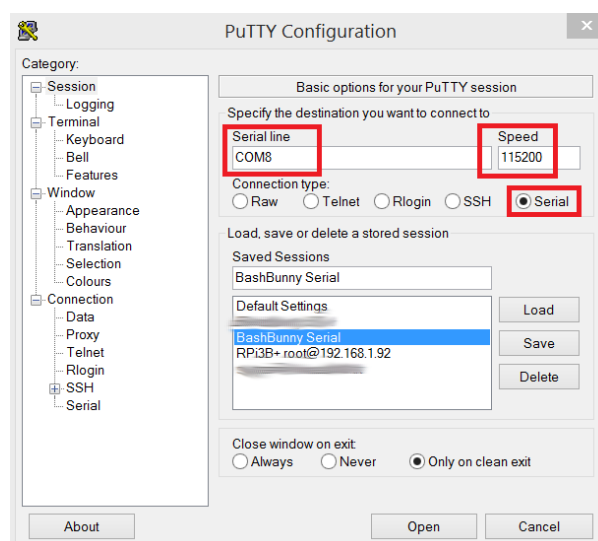 PuTTY Configuration
Category:
Session
Logging
Terminal
Keyboard
Bell
Features
Window
Appearance
Behaviour
Translation
Selection
Colours
Connection
Data
Proxy
Telnet
Rlogin
SSH
Serial
Basic options for your PuTTY session
Specify the destination you want to connect to
Serial line Speed
COM8 115200
Connection type:
Raw Telnet Rlogin SSH Serial
Load, save or delete a stored session
Saved Sessions
BashBunny Serial
Default Settings
BashBunny Serial
RPi3B+ root@192.168.1.92
Load
Save
Delete
Close window on exit:
Always Never Only on clean exit
About Open Cancel